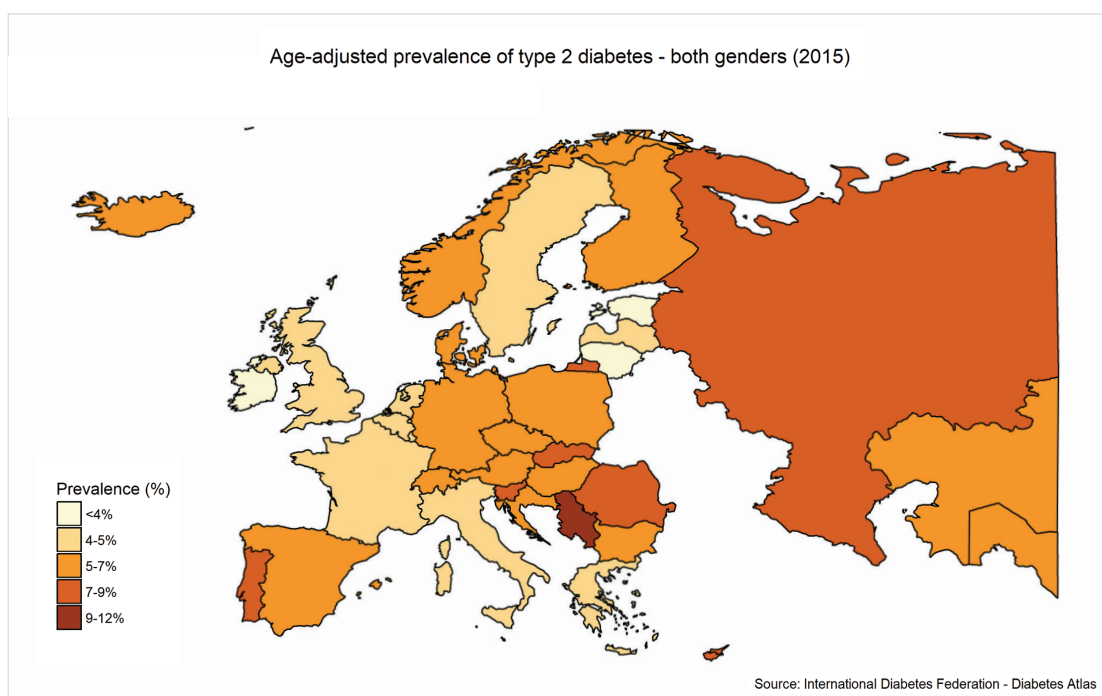 Age-adjusted prevalence of type 2 diabetes - both genders (2015)
Prevalence (%)
<4%
4-5%
5-7%
7-9%
9-12%
Source: International Diabetes Federation - Diabetes Atlas